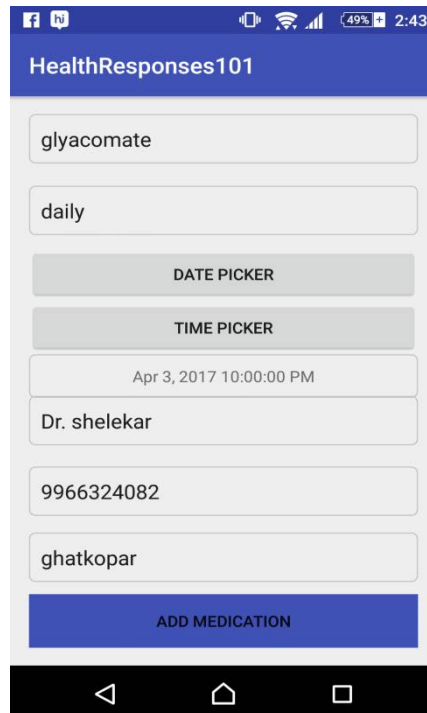 f hi 49% 2:43
HealthResponses101
glyacomate
daily
DATE PICKER
TIME PICKER
Apr 3, 2017 10:00:00 PM
Dr. shelekar
9966324082
ghatkopar
ADD MEDICATION